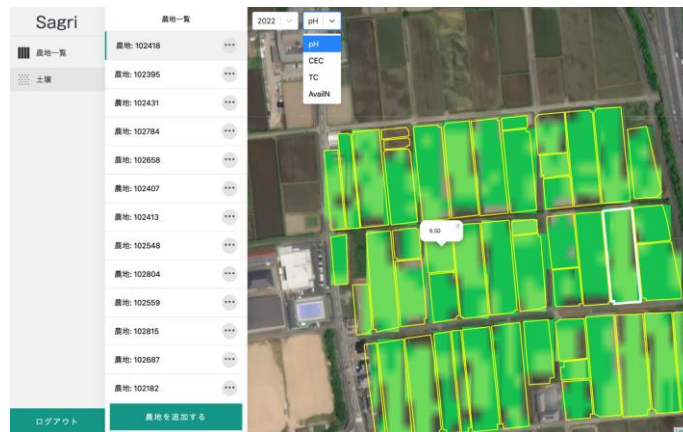 Sagri
農地一覧
土壌
ログアウト
農地一覧
農地: 102418
農地: 102395
農地: 102431
農地: 102784
農地: 102658
農地: 102407
農地: 102413
農地: 102548
農地: 102804
農地: 102559
農地: 102815
農地: 102687
農地: 102182
農地を追加する
2022
pH
pH
CEC
TC
AvailN
6.50